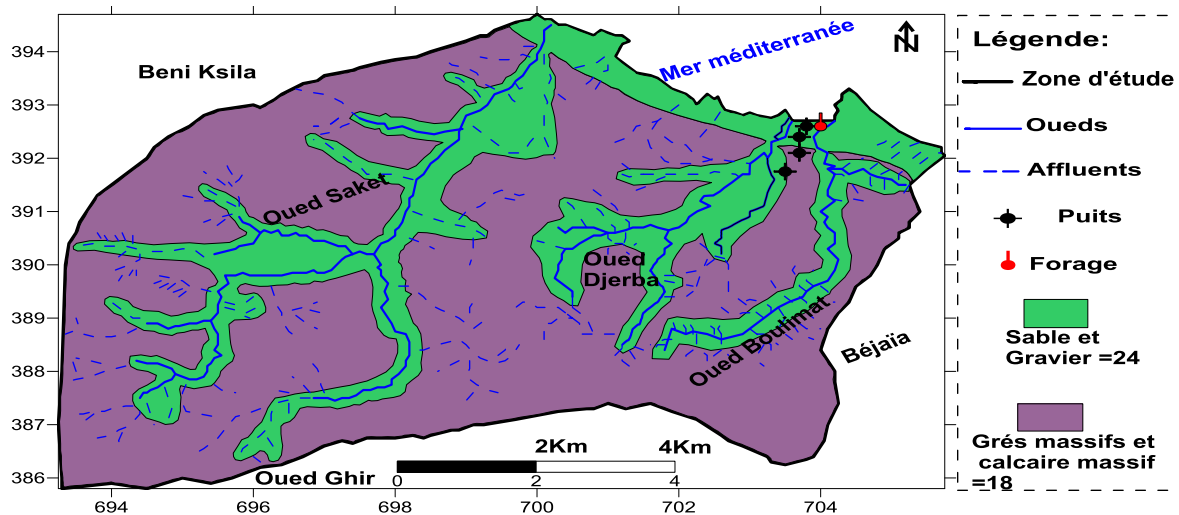 394
393
392
391
390
389
388
387
386
694
696
698
700
702
704
Beni Ksila
Mer méditerranée
N
Oued Saket
Oued
Djerba
Oued Boulimat
Béjaïa
Oued Ghir
2Km
4Km
0
2
4
Légende:
Zone d'étude
Oueds
Affluents
Puits
Forage
Sable et
Gravier =24
Grés massifs et
calcaire massif
=18